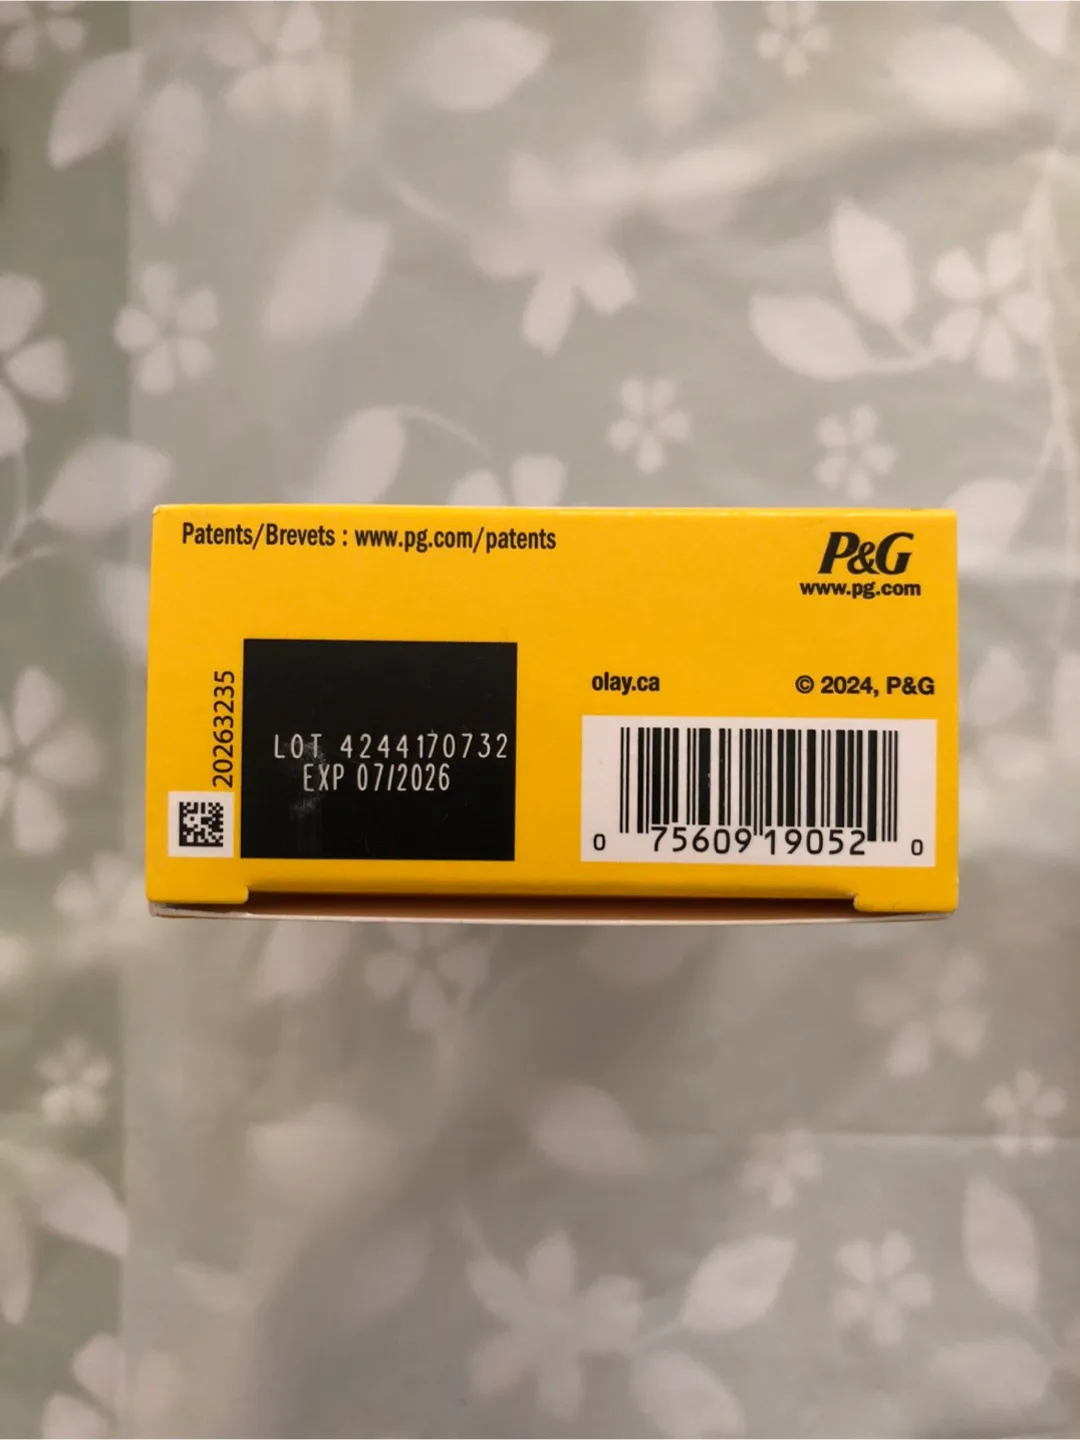 Patents/Brevets : www.pg.com/patents
P&G
www.pg.com
20263235
LOT 4244170732
EXP 07/2026
olay.ca
© 2024, P&G
0 75609 19052 0